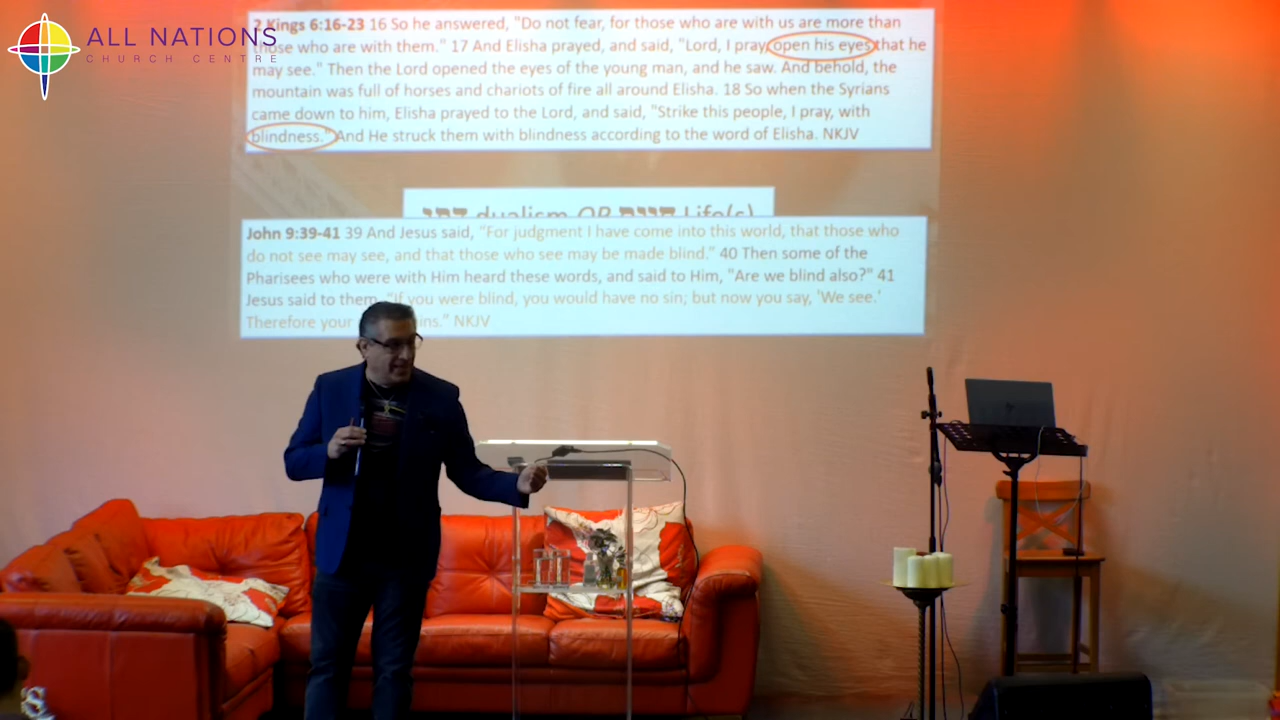 ALL NATIONS
CHURCH CENTRE
2 Kings 6:16-23 16 So he answered, "Do not fear, for those who are with us are more than
those who are with them." 17 And Elisha prayed, and said, "Lord, I pray, open his eyes that he
may see." Then the Lord opened the eyes of the young man, and he saw. And behold, the
mountain was full of horses and chariots of fire all around Elisha. 18 So when the Syrians
came down to him, Elisha prayed to the Lord, and said, "Strike this people, I pray, with
blindness." And He struck them with blindness according to the word of Elisha. NKJV
dualism OR חיים Life(s)
John 9:39-41 39 And Jesus said, "For judgment I have come into this world, that those who
do not see may see, and that those who see may be made blind." 40 Then some of the
Pharisees who were with Him heard these words, and said to Him, "Are we blind also?" 41
Jesus said to them, "If you were blind, you would have no sin; but now you say, 'We see.'
Therefore your ins." NKJV